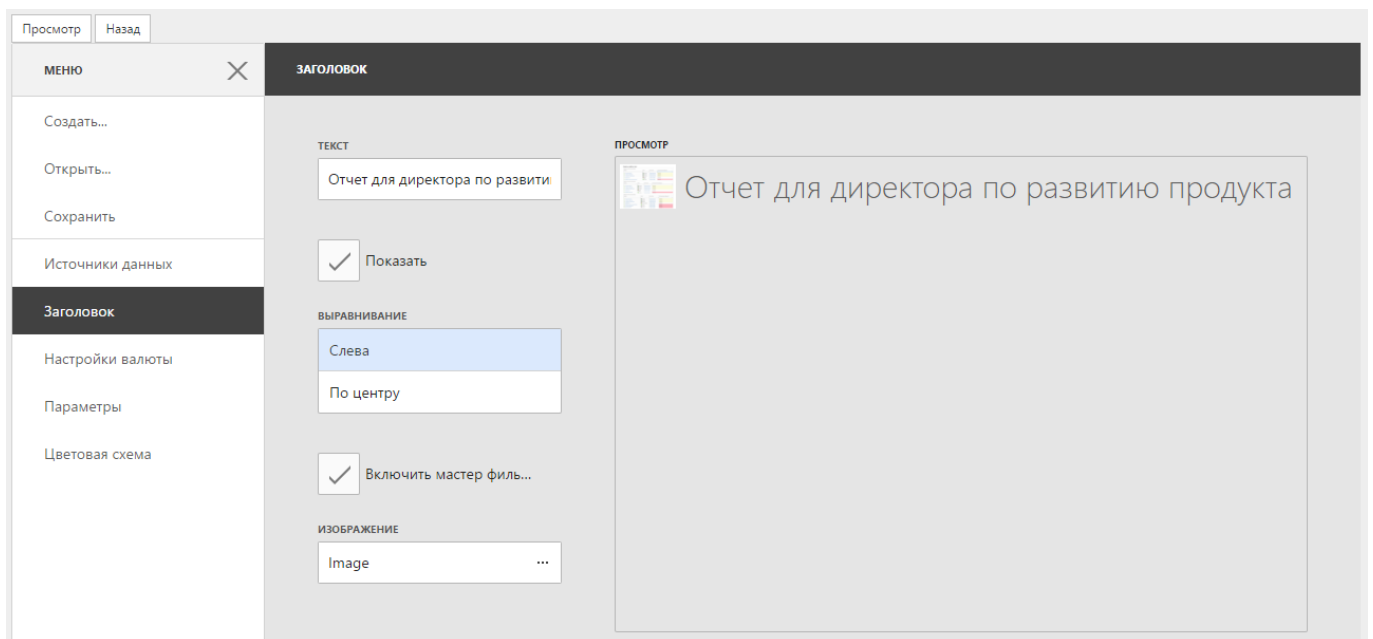 Просмотр
Назад
МЕНЮ
Создать...
Открыть...
Сохранить
Источники данных
Заголовок
Настройки валюты
Параметры
Цветовая схема
ЗАГОЛОВОК
ТЕКСТ
Отчет для директора по развити
Показать
ВЫРАВНИВАНИЕ
Слева
По центру
Включить мастер филь...
ИЗОБРАЖЕНИЕ
Image
...
ПРОСМОТР
Отчет для директора по развитию продукта